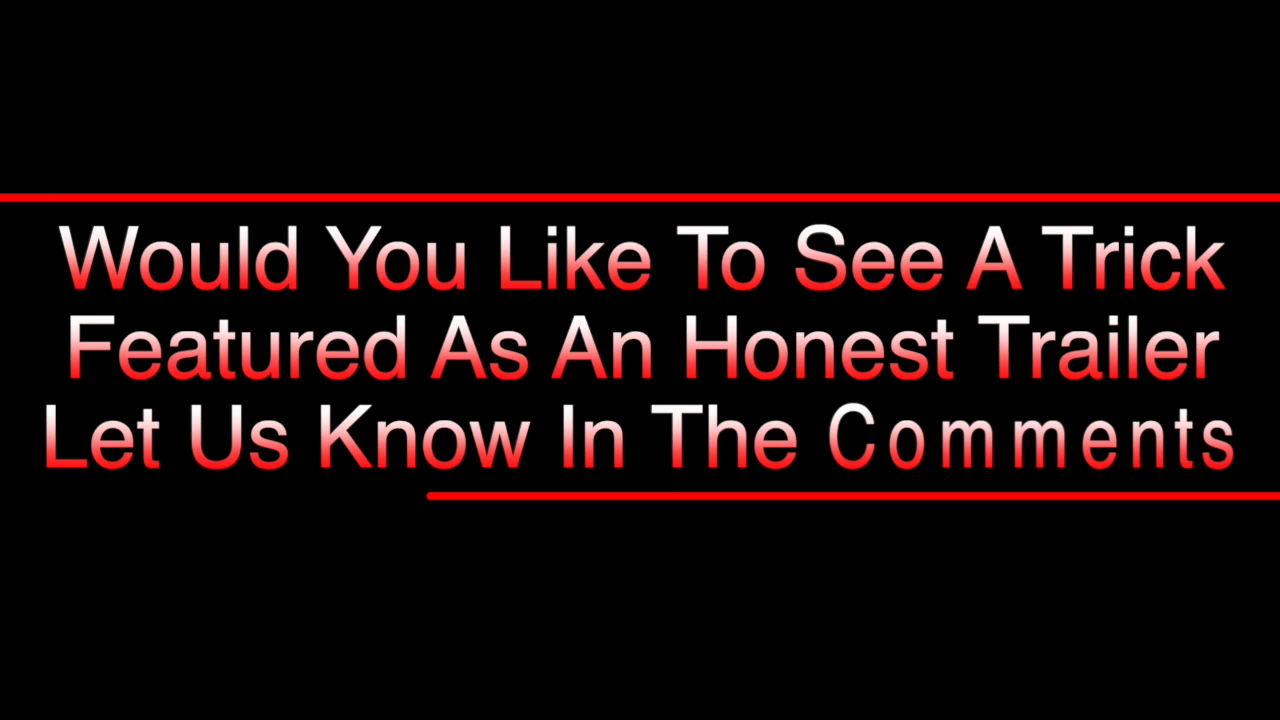 Would You Like To See A Trick
Featured As An Honest Trailer
Let Us Know In The Comments